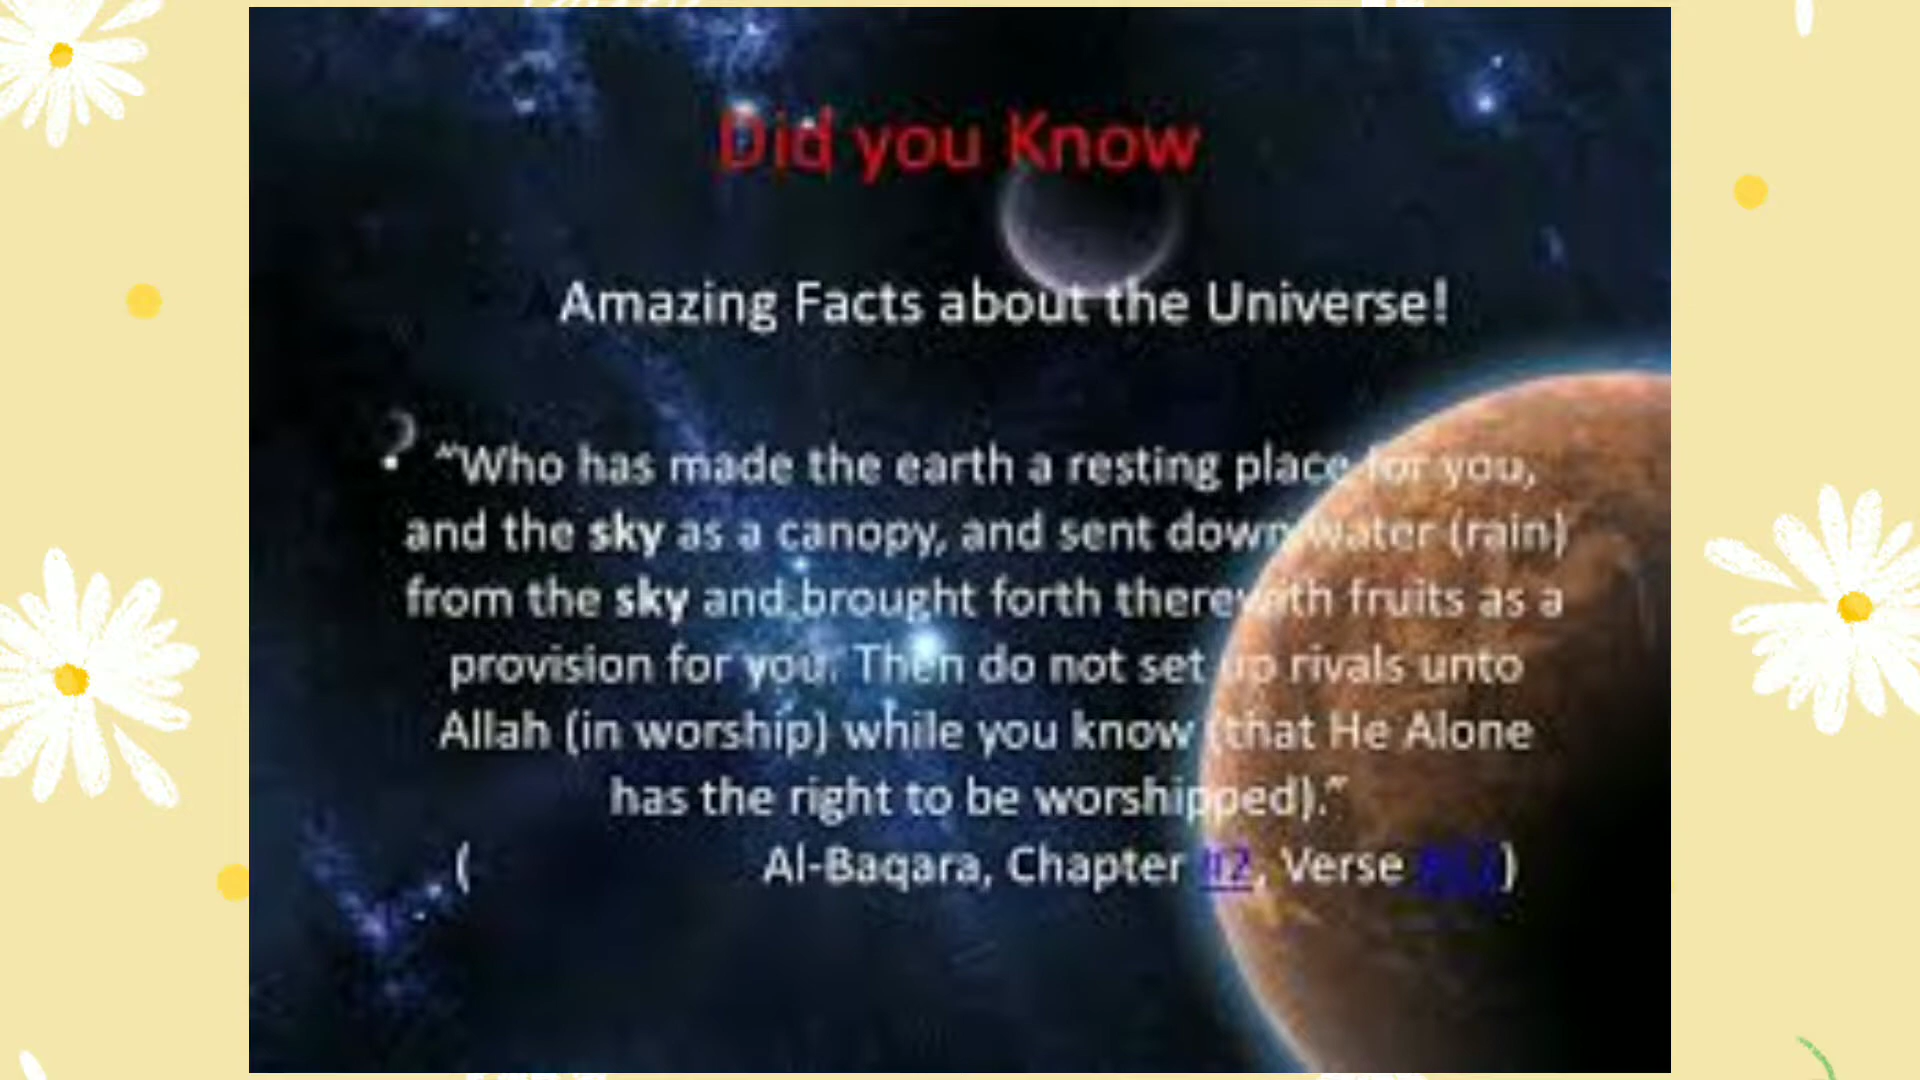 Did you Know
Amazing Facts about the Universe!
? “Who has made the earth a resting place for you,
and the sky as a canopy, and sent down water (rain)
from the sky and brought forth therewith fruits as a
provision for you. Then do not set up rivals unto
Allah (in worship) while you know (that He Alone
has the right to be worshipped).”
( Al-Baqara, Chapter #2, Verse )